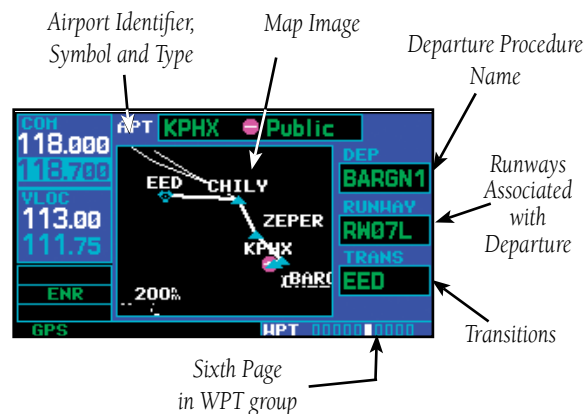 Airport Identifier,
Symbol and Type
Map Image
Departure Procedure
Name
COM
118.000
118.700
APT KPHX Public
DEP
BARGN1
VLOC
113.00
111.75
EED
CHILY
ZEPER
KPHX
RUNWAY
RW07L
Runways
Associated
with
Departure
TRANS
EED
ENR
200
Transitions
GPS
WPT
Sixth Page
in WPT group